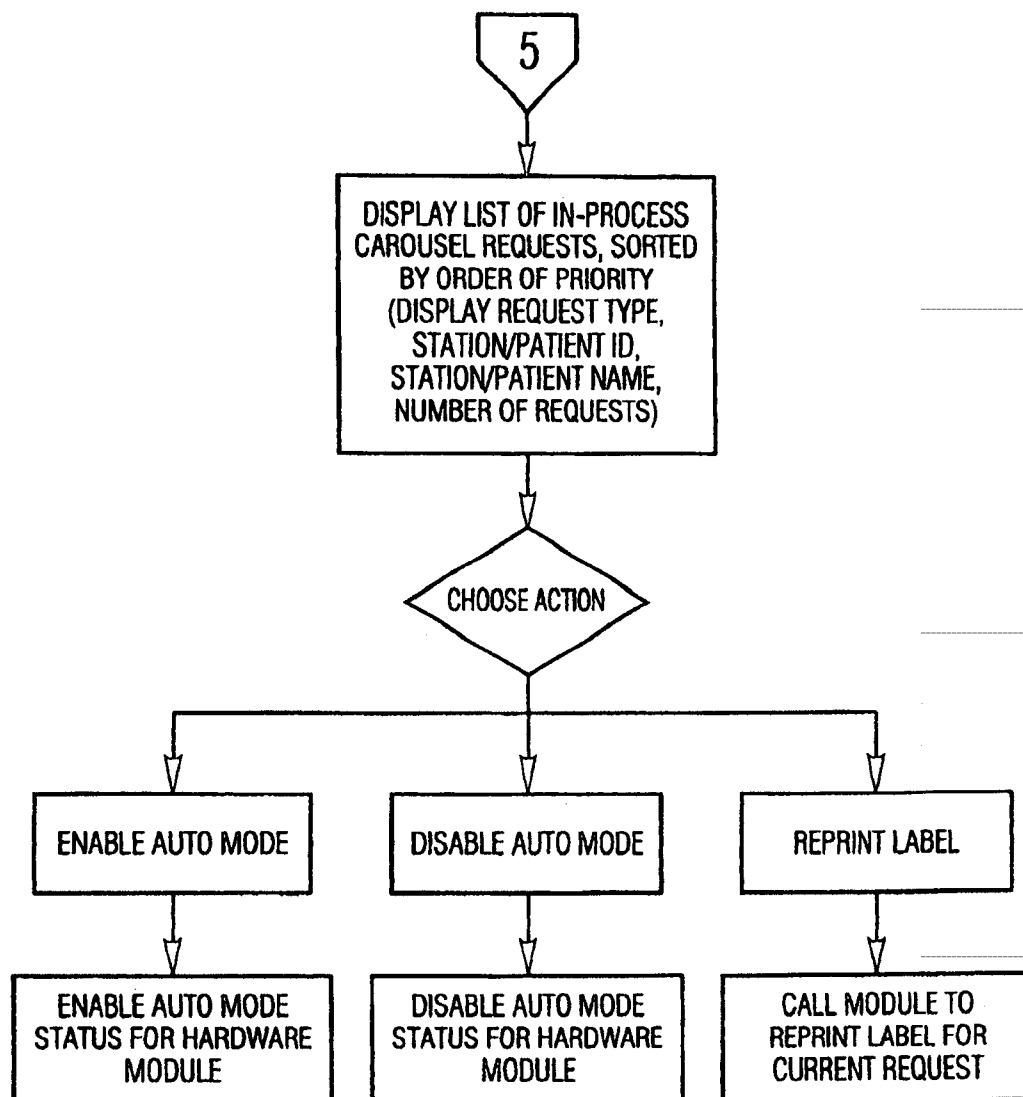 5
DISPLAY LIST OF IN-PROCESS
CAROUSEL REQUESTS, SORTED
BY ORDER OF PRIORITY
(DISPLAY REQUEST TYPE,
STATION/PATIENT ID,
STATION/PATIENT NAME,
NUMBER OF REQUESTS)
CHOOSE ACTION
ENABLE AUTO MODE
DISABLE AUTO MODE
REPRINT LABEL
ENABLE AUTO MODE
STATUS FOR HARDWARE
MODULE
DISABLE AUTO MODE
STATUS FOR HARDWARE
MODULE
CALL MODULE TO
REPRINT LABEL FOR
CURRENT REQUEST